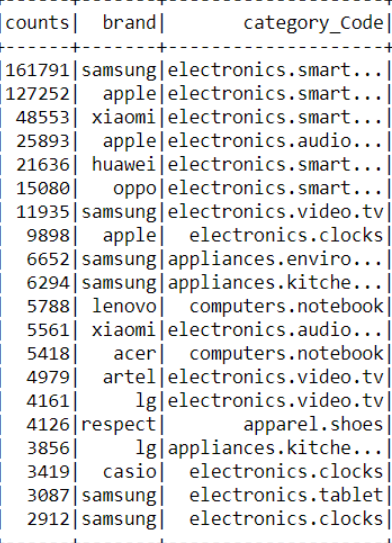 |counts| brand| category_Code|
+------+-------+--------------------+
|161791|samsung|electronics.smart...|
|127252| apple|electronics.smart...|
| 48553| xiaomi|electronics.smart...|
| 25893| apple|electronics.audio...|
| 21636| huawei|electronics.smart...|
| 15080| oppo|electronics.smart...|
| 11935|samsung|electronics.video.tv|
| 9898| apple| electronics.clocks|
| 6652|samsung|appliances.enviro...|
| 6294|samsung|appliances.kitche...|
| 5788| lenovo| computers.notebook|
| 5561| xiaomi|electronics.audio...|
| 5418| acer| computers.notebook|
| 4979| artel|electronics.video.tv|
| 4161| lg|electronics.video.tv|
| 4126|respect| apparel.shoes|
| 3856| lg|appliances.kitche...|
| 3419| casio| electronics.clocks|
| 3087|samsung| electronics.tablet|
| 2912|samsung| electronics.clocks|